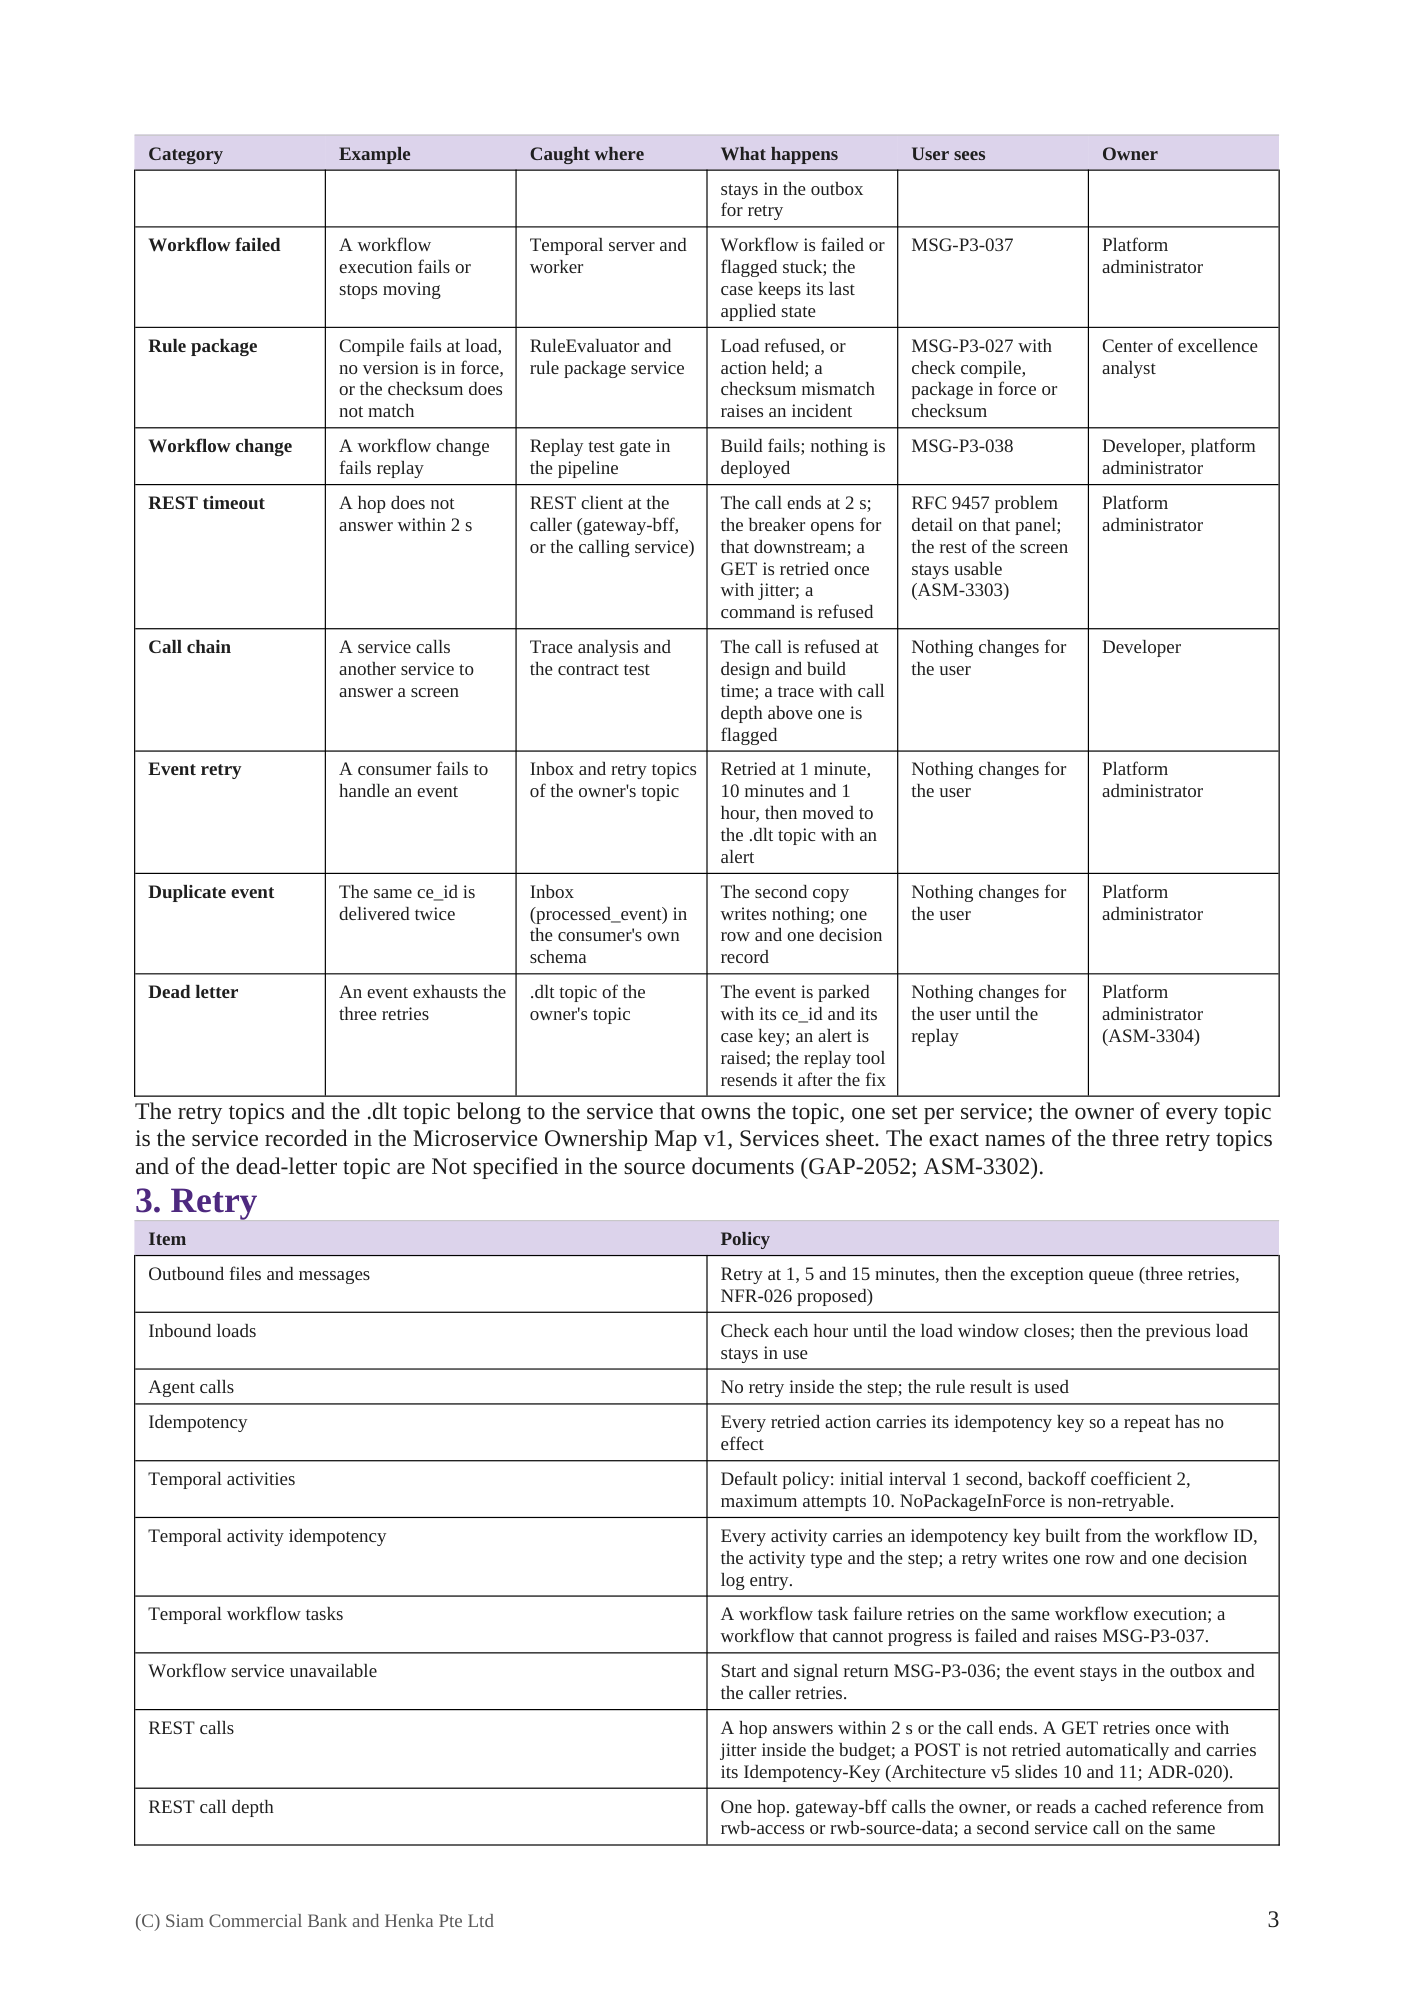 Category Example Caught where What happens User sees Owner
stays in the outbox
for retry
Workflow failed
A workflow
execution fails or
stops moving
Temporal server and
worker
Workflow is failed or
flagged stuck; the
case keeps its last
applied state
MSG-P3-037
Platform
administrator
Rule package
Compile fails at load,
no version is in force,
or the checksum does
not match
RuleEvaluator and
rule package service
Load refused, or
action held; a
checksum mismatch
raises an incident
MSG-P3-027 with
check compile,
package in force or
checksum
Center of excellence
analyst
Workflow change
A workflow change
fails replay
Replay test gate in
the pipeline
Build fails; nothing is
deployed
MSG-P3-038
Developer, platform
administrator
REST timeout
A hop does not
answer within 2 s
REST client at the
caller (gateway-bff,
or the calling service)
The call ends at 2 s;
the breaker opens for
that downstream; a
GET is retried once
with jitter; a
command is refused
RFC 9457 problem
detail on that panel;
the rest of the screen
stays usable
(ASM-3303)
Platform
administrator
Call chain
A service calls
another service to
answer a screen
Trace analysis and
the contract test
The call is refused at
design and build
time; a trace with call
depth above one is
flagged
Nothing changes for
the user
Developer
Event retry
A consumer fails to
handle an event
Inbox and retry topics
of the owner's topic
Retried at 1 minute,
10 minutes and 1
hour, then moved to
the .dlt topic with an
alert
Nothing changes for
the user
Platform
administrator
Duplicate event
The same ce_id is
delivered twice
Inbox
(processed_event) in
the consumer's own
schema
The second copy
writes nothing; one
row and one decision
record
Nothing changes for
the user
Platform
administrator
Dead letter
An event exhausts the
three retries
.dlt topic of the
owner's topic
The event is parked
with its ce_id and its
case key; an alert is
raised; the replay tool
resends it after the fix
Nothing changes for
the user until the
replay
Platform
administrator
(ASM-3304)
The retry topics and the .dlt topic belong to the service that owns the topic, one set per service; the owner of every topic
is the service recorded in the Microservice Ownership Map v1, Services sheet. The exact names of the three retry topics
and of the dead-letter topic are Not specified in the source documents (GAP-2052; ASM-3302).
3. Retry
Item Policy
Outbound files and messages
Retry at 1, 5 and 15 minutes, then the exception queue (three retries,
NFR-026 proposed)
Inbound loads
Check each hour until the load window closes; then the previous load
stays in use
Agent calls
No retry inside the step; the rule result is used
Idempotency
Every retried action carries its idempotency key so a repeat has no
effect
Temporal activities
Default policy: initial interval 1 second, backoff coefficient 2,
maximum attempts 10. NoPackageInForce is non-retryable.
Temporal activity idempotency
Every activity carries an idempotency key built from the workflow ID,
the activity type and the step; a retry writes one row and one decision
log entry.
Temporal workflow tasks
A workflow task failure retries on the same workflow execution; a
workflow that cannot progress is failed and raises MSG-P3-037.
Workflow service unavailable
Start and signal return MSG-P3-036; the event stays in the outbox and
the caller retries.
REST calls
A hop answers within 2 s or the call ends. A GET retries once with
jitter inside the budget; a POST is not retried automatically and carries
its Idempotency-Key (Architecture v5 slides 10 and 11; ADR-020).
REST call depth
One hop. gateway-bff calls the owner, or reads a cached reference from
rwb-access or rwb-source-data; a second service call on the same
(C) Siam Commercial Bank and Henka Pte Ltd 3